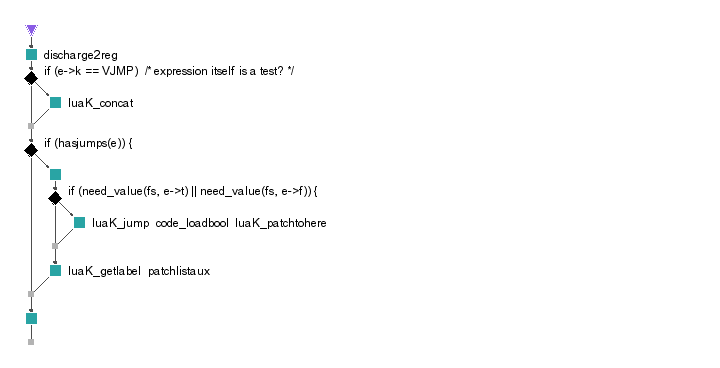 discharge2reg
if (e->k == VJMP)  /* expression itself is a test? */
luaK_concat
if (hasjumps(e)) {
if (need_value(fs, e->t) || need_value(fs, e->f)) {
luaK_jump  code_loadbool  luaK_patchtohere
luaK_getlabel  patchlistaux